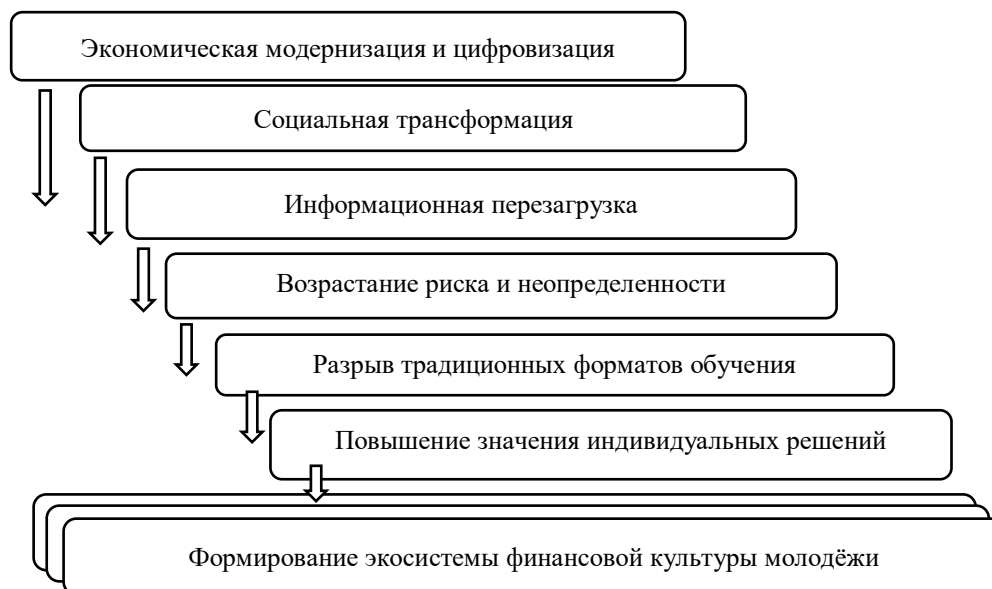 Экономическая модернизация и цифровизация
Социальная трансформация
Информационная перезагрузка
Возрастание риска и неопределенности
Разрыв традиционных форматов обучения
Повышение значения индивидуальных решений
Формирование экосистемы финансовой культуры молодёжи